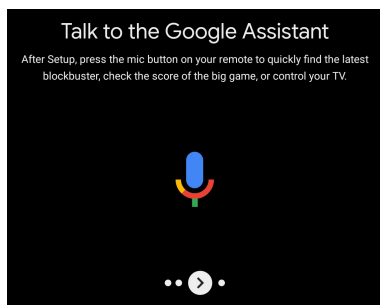 Talk to the Google Assistant
After Setup, press the mic button on your remote to quickly find the latest
blockbuster, check the score of the big game, or control your TV.